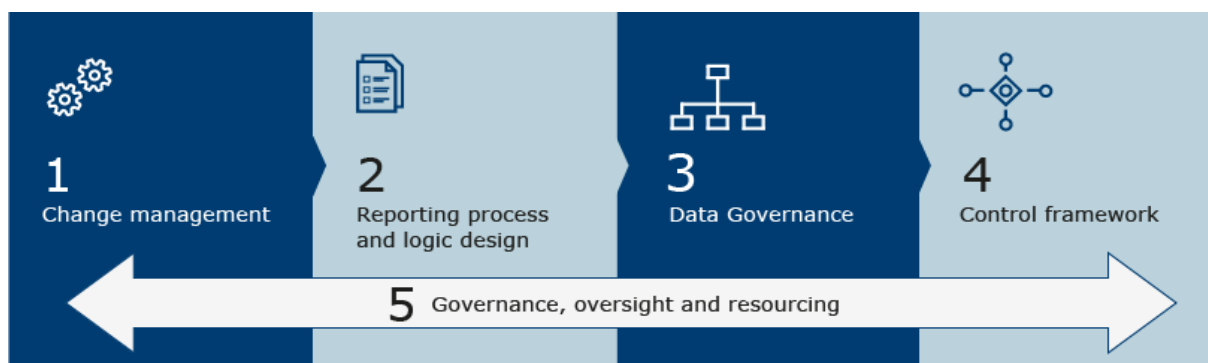 1
Change management
2
Reporting process
and logic design
3
Data Governance
4
Control framework
5 Governance, oversight and resourcing